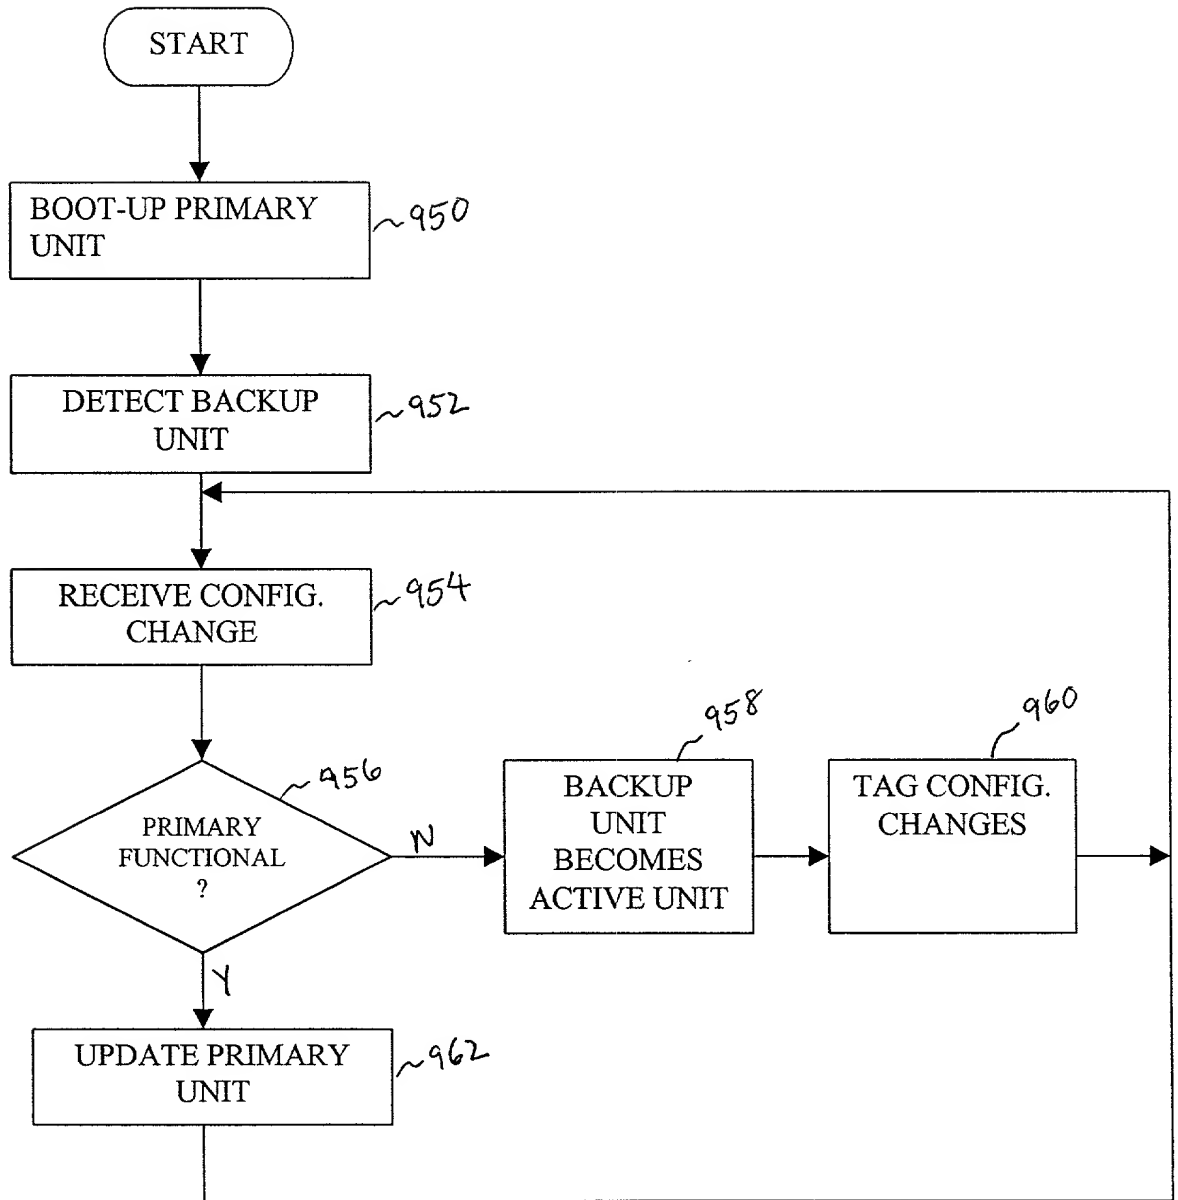 START
BOOT-UP PRIMARY
UNIT
950
DETECT BACKUP
UNIT
952
RECEIVE CONFIG.
CHANGE
954
PRIMARY
FUNCTIONAL
?
956
N
BACKUP
UNIT
BECOMES
ACTIVE UNIT
958
TAG CONFIG.
CHANGES
960
Y
UPDATE PRIMARY
UNIT
962